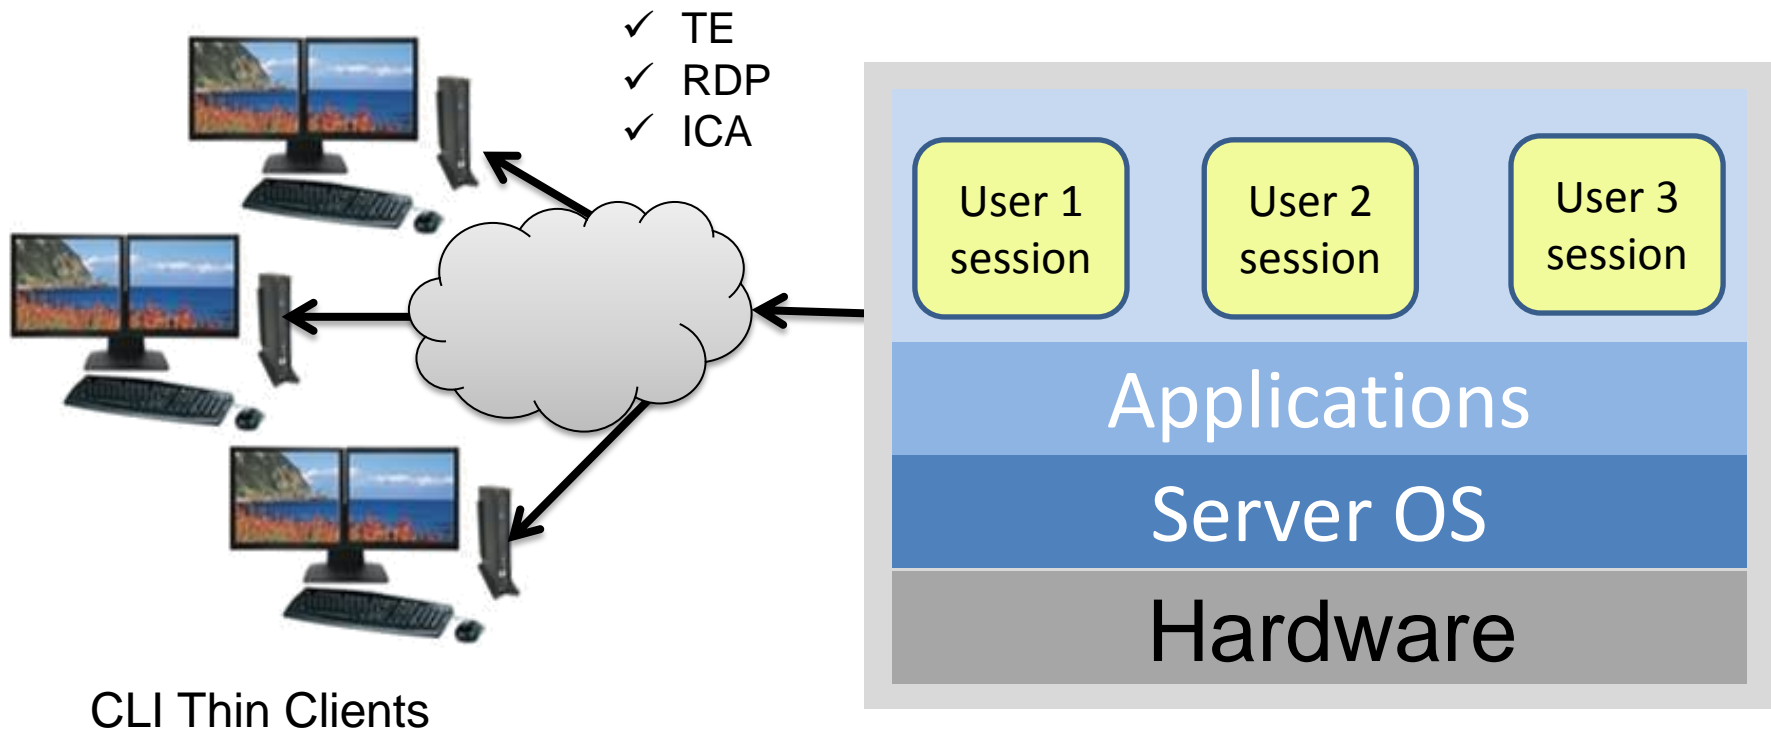 ✓ TE
✓ RDP
✓ ICA
User 1
session
User 2
session
User 3
session
Applications
Server OS
Hardware
CLI Thin Clients